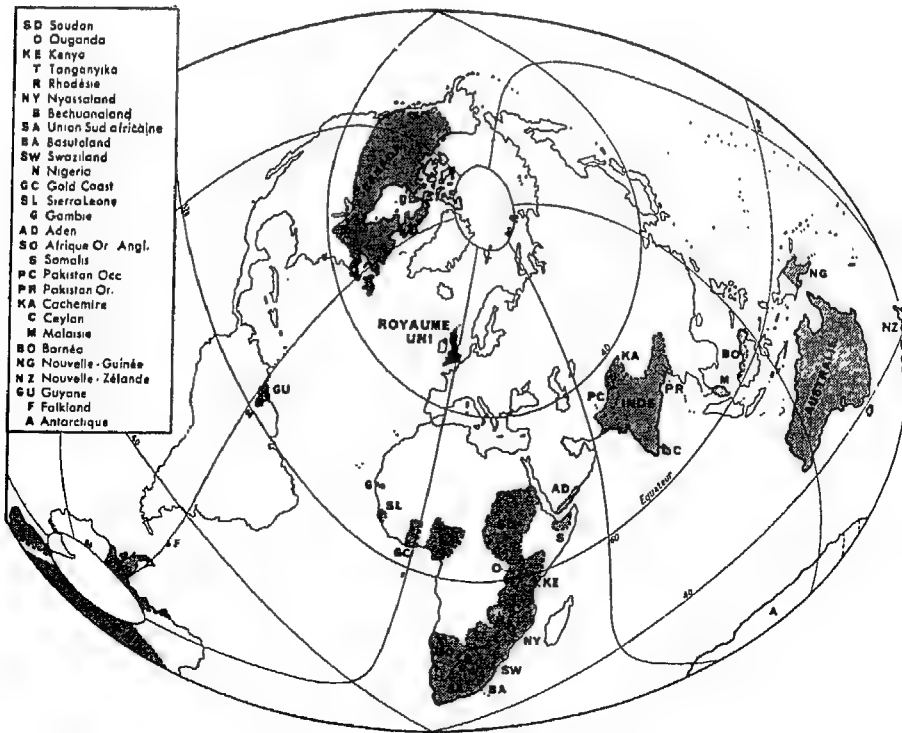 SD Soudan
O Ouganda
KE Kenya
T Tanganyika
R Rhodésie
NY Nyassaland
B Bechuanaland
SA Union Sud africaine
BA Basutoland
SW Swaziland
N Nigeria
GC Gold Coast
SL Sierra Leone
G Gambie
AD Aden
SO Afrique Or. Angl.
S Somalis
PC Pakistan Occ
PR Pakistan Or.
KA Cachemire
C Ceylan
M Malaisie
BO Bornéo
NG Nouvelle-Guinée
NZ Nouvelle-Zélande
GU Guyane
F Falkland
A Antarctique
ROYAUME
UNI
NG
NZ
AUSTRALIE
BO
M
KA
PC
PR
INDE
C
40
Equateur
60
GU
G
SL
GC
AD
S
O
KE
NY
SW
BA
F
A